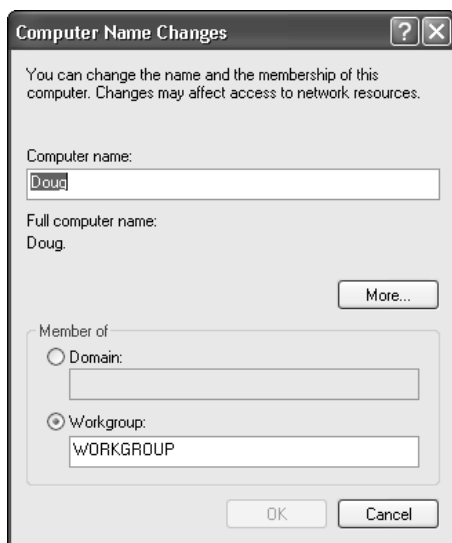 Computer Name Changes
You can change the name and the membership of this
computer. Changes may affect access to network resources.
Computer name:
Doug
Full computer name:
Doug.
More...
Member of
Domain:
Workgroup:
WORKGROUP
OK
Cancel